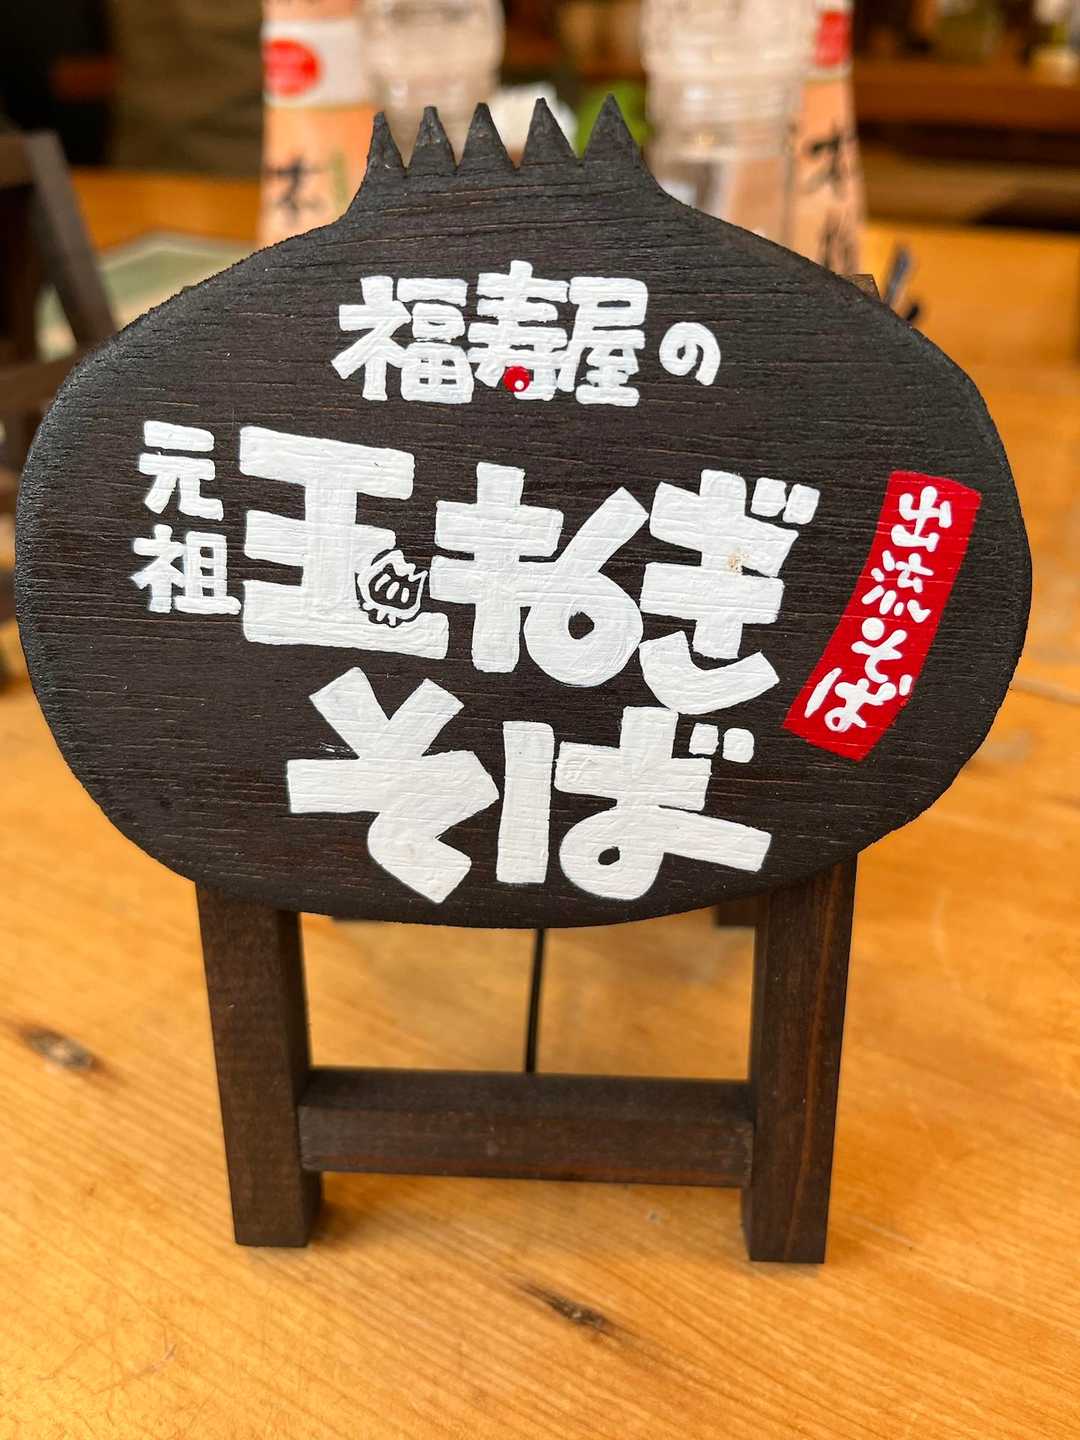 福寿屋の
元祖
玉ねぎ
そば
出流そば